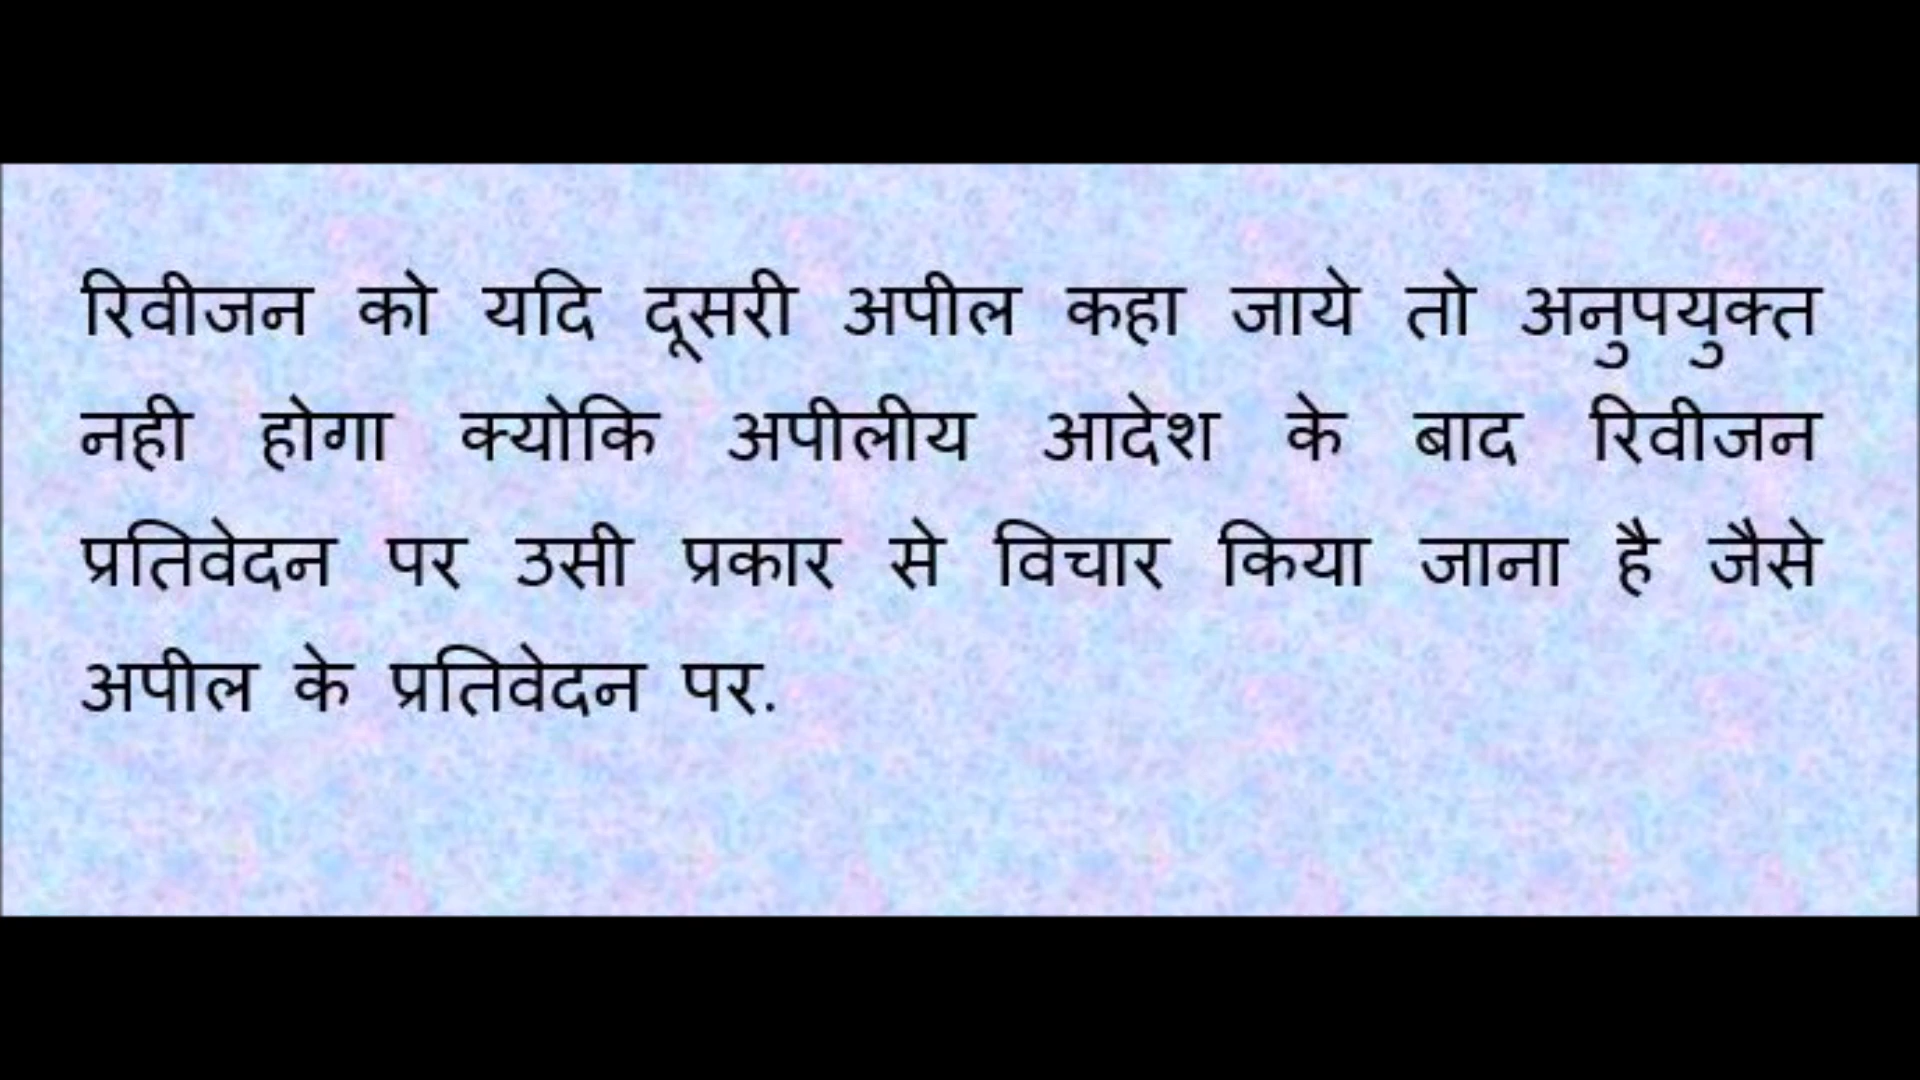 रिवीजन को यदि दूसरी अपील कहा जाये तो अनुपयुक्त
नही होगा क्योकि अपीलीय आदेश के बाद रिवीजन
प्रतिवेदन पर उसी प्रकार से विचार किया जाना है जैसे
अपील के प्रतिवेदन पर.